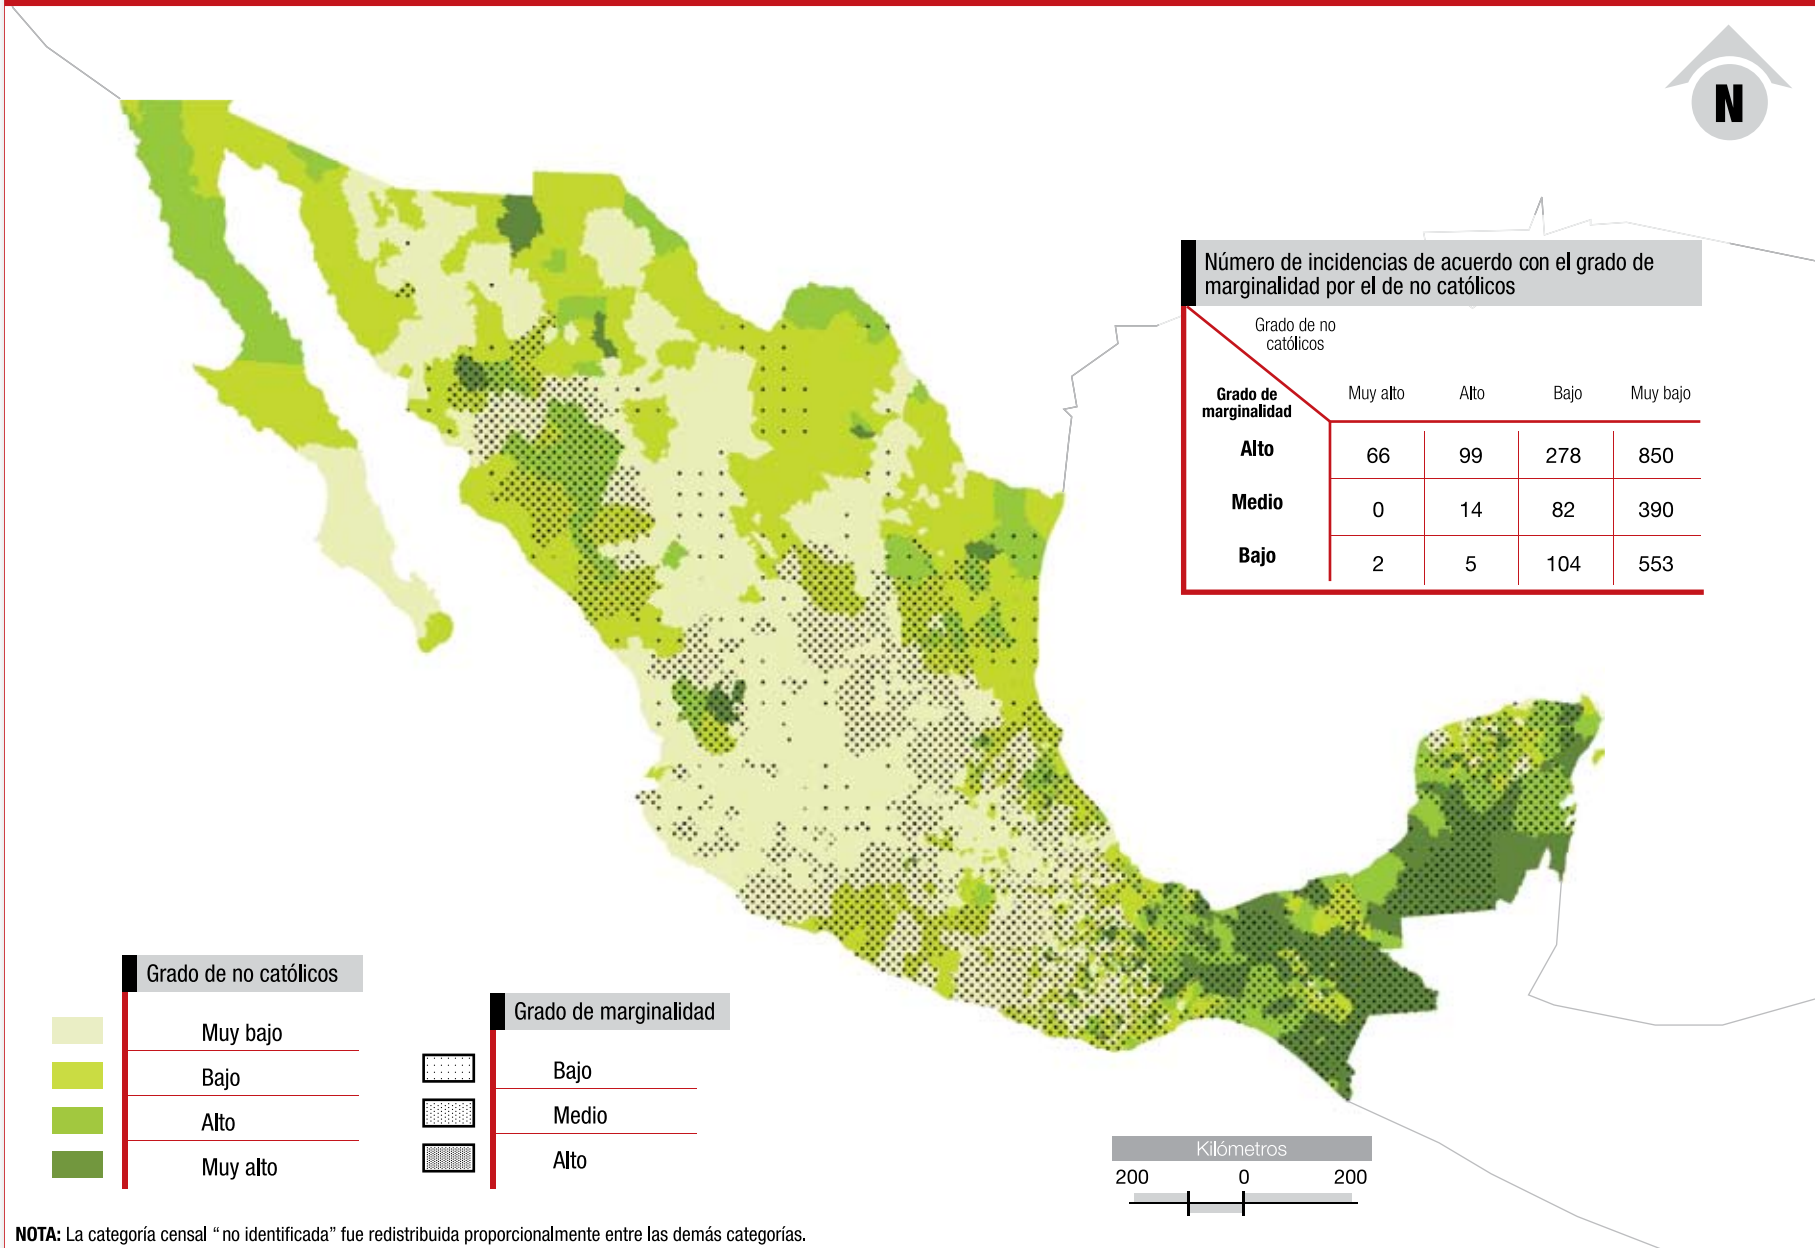 N
Número de incidencias de acuerdo con el grado de
marginalidad por el de no católicos
Grado de no
católicos
Grado de
marginalidad
Muy alto Alto Bajo Muy bajo
Alto 66 99 278 850
Medio 0 14 82 390
Bajo 2 5 104 553
Grado de no católicos
Muy bajo
Bajo
Alto
Muy alto
Grado de marginalidad
Bajo
Medio
Alto
Kilómetros
200 0 200
NOTA: La categoría censal “no identificada” fue redistribuida proporcionalmente entre las demás categorías.